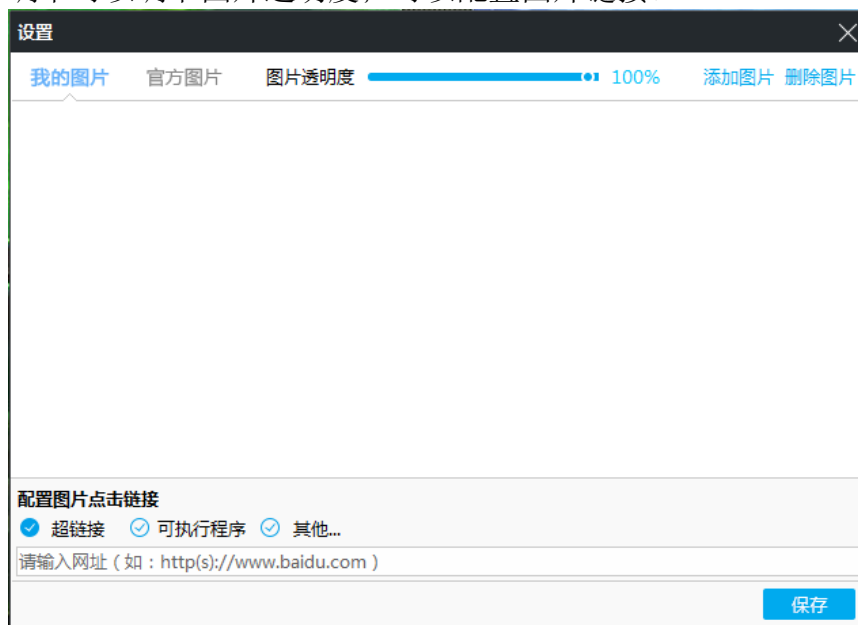 设置
我的图片 官方图片 图片透明度 100% 添加图片 删除图片
配置图片点击链接
超链接 可执行程序 其他...
请输入网址 ( 如 : http(s)://www.baidu.com )
保存